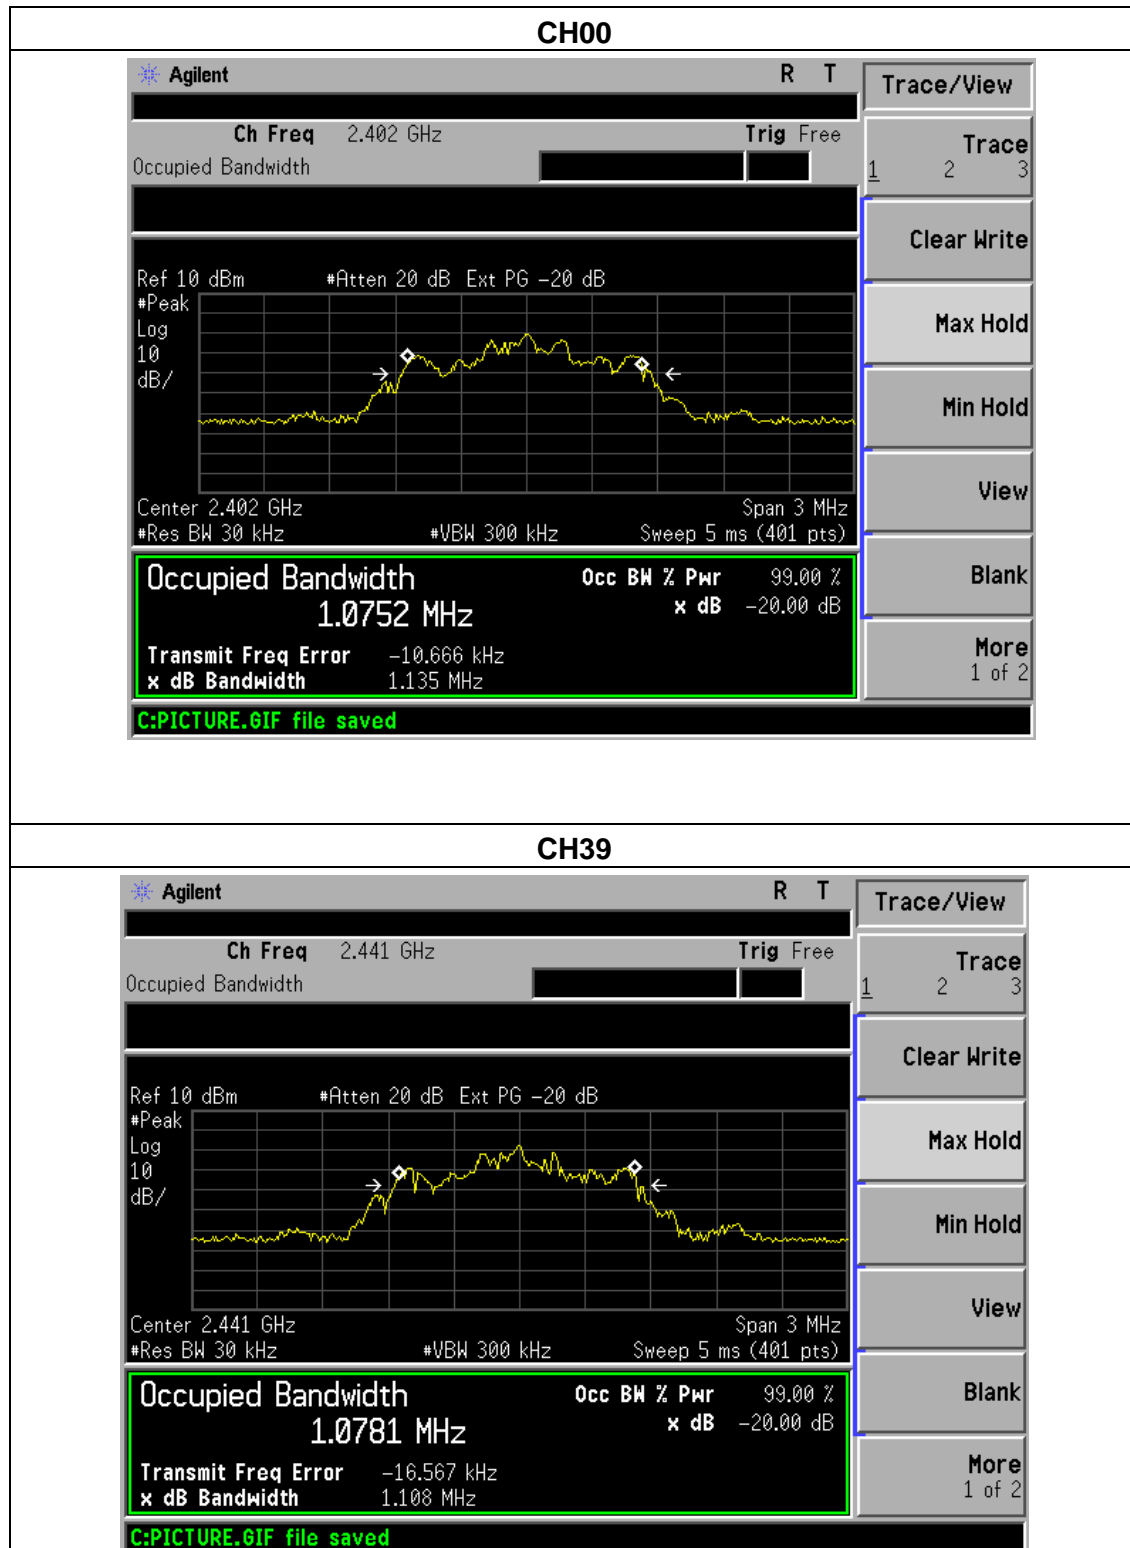 CH00
Agilent R T Trace/View
Ch Freq 2.402 GHz Trig Free
Occupied Bandwidth
Trace
1 2 3
Clear Write
Max Hold
Min Hold
View
Blank
More
1 of 2
Ref 10 dBm #Atten 20 dB Ext PG -20 dB
#Peak
Log
10
dB/
Center 2.402 GHz Span 3 MHz
#Res BW 30 kHz #VBW 300 kHz Sweep 5 ms (401 pts)
Occupied Bandwidth Occ BW % Pwr 99.00 %
1.0752 MHz x dB -20.00 dB
Transmit Freq Error -10.666 kHz
x dB Bandwidth 1.135 MHz
C:PICTURE.GIF file saved
CH39
Agilent R T Trace/View
Ch Freq 2.441 GHz Trig Free
Occupied Bandwidth
Trace
1 2 3
Clear Write
Max Hold
Min Hold
View
Blank
More
1 of 2
Ref 10 dBm #Atten 20 dB Ext PG -20 dB
#Peak
Log
10
dB/
Center 2.441 GHz Span 3 MHz
#Res BW 30 kHz #VBW 300 kHz Sweep 5 ms (401 pts)
Occupied Bandwidth Occ BW % Pwr 99.00 %
1.0781 MHz x dB -20.00 dB
Transmit Freq Error -16.567 kHz
x dB Bandwidth 1.108 MHz
C:PICTURE.GIF file saved